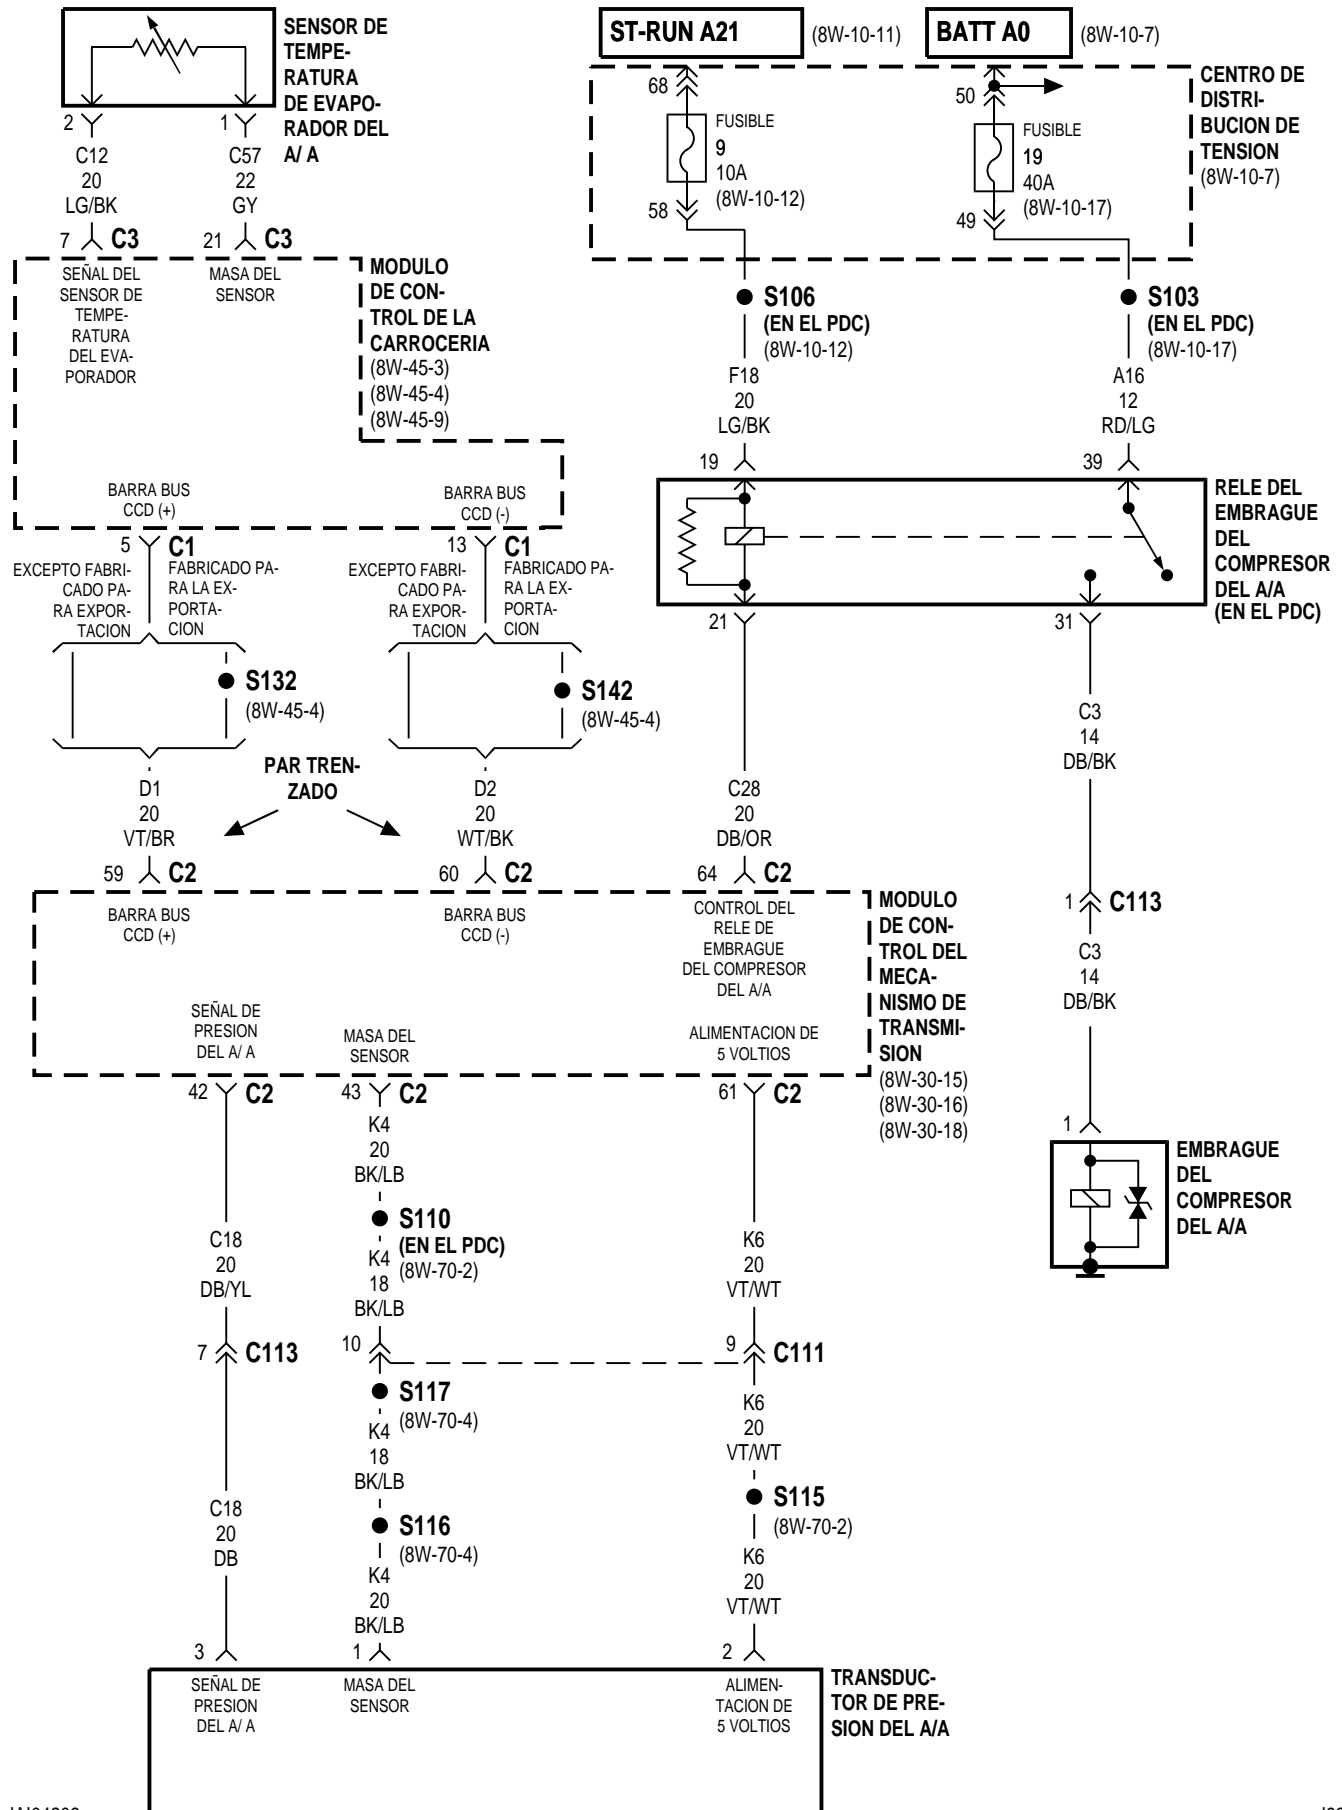 SENSOR DE
TEMPE-
RATURA
DE EVAPO-
RADOR DEL
A/ A
2
1
C12
20
LG/BK
C57
22
GY
7
C3
21
C3
SEÑAL DEL
SENSOR DE
TEMPE-
RATURA
DEL EVA-
PORADOR
MASA DEL
SENSOR
MODULO
DE CON-
TROL DE LA
CARROCERIA
(8W-45-3)
(8W-45-4)
(8W-45-9)
BARRA BUS
CCD (+)
BARRA BUS
CCD (-)
5
C1
13
C1
EXCEPTO FABRI-
CADO PA-
RA EXPOR-
TACION
FABRICADO PA-
RA LA EX-
PORTA-
CION
EXCEPTO FABRI-
CADO PA-
RA EXPOR-
TACION
FABRICADO PA-
RA LA EX-
PORTA-
CION
S132
(8W-45-4)
S142
(8W-45-4)
PAR TREN-
ZADO
D1
20
VT/BR
D2
20
WT/BK
59
C2
60
C2
ST-RUN A21
(8W-10-11)
BATT A0
(8W-10-7)
CENTRO DE
DISTRI-
BUCION DE
TENSION
(8W-10-7)
68
FUSIBLE
9
10A
(8W-10-12)
58
50
FUSIBLE
19
40A
(8W-10-17)
49
S106
(EN EL PDC)
(8W-10-12)
S103
(EN EL PDC)
(8W-10-17)
F18
20
LG/BK
A16
12
RD/LG
19
39
RELE DEL
EMBRAGUE
DEL
COMPRESOR
DEL A/A
(EN EL PDC)
21
31
C28
20
DB/OR
C3
14
DB/BK
64
C2
1
C113
C3
14
DB/BK
BARRA BUS
CCD (+)
BARRA BUS
CCD (-)
CONTROL DEL
RELE DE
EMBRAGUE
DEL COMPRESOR
DEL A/A
MODULO
DE CON-
TROL DEL
MECA-
NISMO DE
TRANSMI-
SION
(8W-30-15)
(8W-30-16)
(8W-30-18)
SEÑAL DE
PRESION
DEL A/ A
MASA DEL
SENSOR
ALIMENTACION DE
5 VOLTIOS
42
C2
43
C2
61
C2
1
EMBRAGUE
DEL
COMPRESOR
DEL A/A
K4
20
BK/LB
S110
(EN EL PDC)
(8W-70-2)
C18
20
DB/YL
K4
18
BK/LB
K6
20
VT/WT
7
C113
10
9
C111
S117
(8W-70-4)
K4
18
BK/LB
K6
20
VT/WT
S115
(8W-70-2)
C18
20
DB
S116
(8W-70-4)
K4
20
BK/LB
K6
20
VT/WT
3
1
2
SEÑAL DE
PRESION
DEL A/ A
MASA DEL
SENSOR
ALIMEN-
TACION DE
5 VOLTIOS
TRANSDUC-
TOR DE PRE-
SION DEL A/A